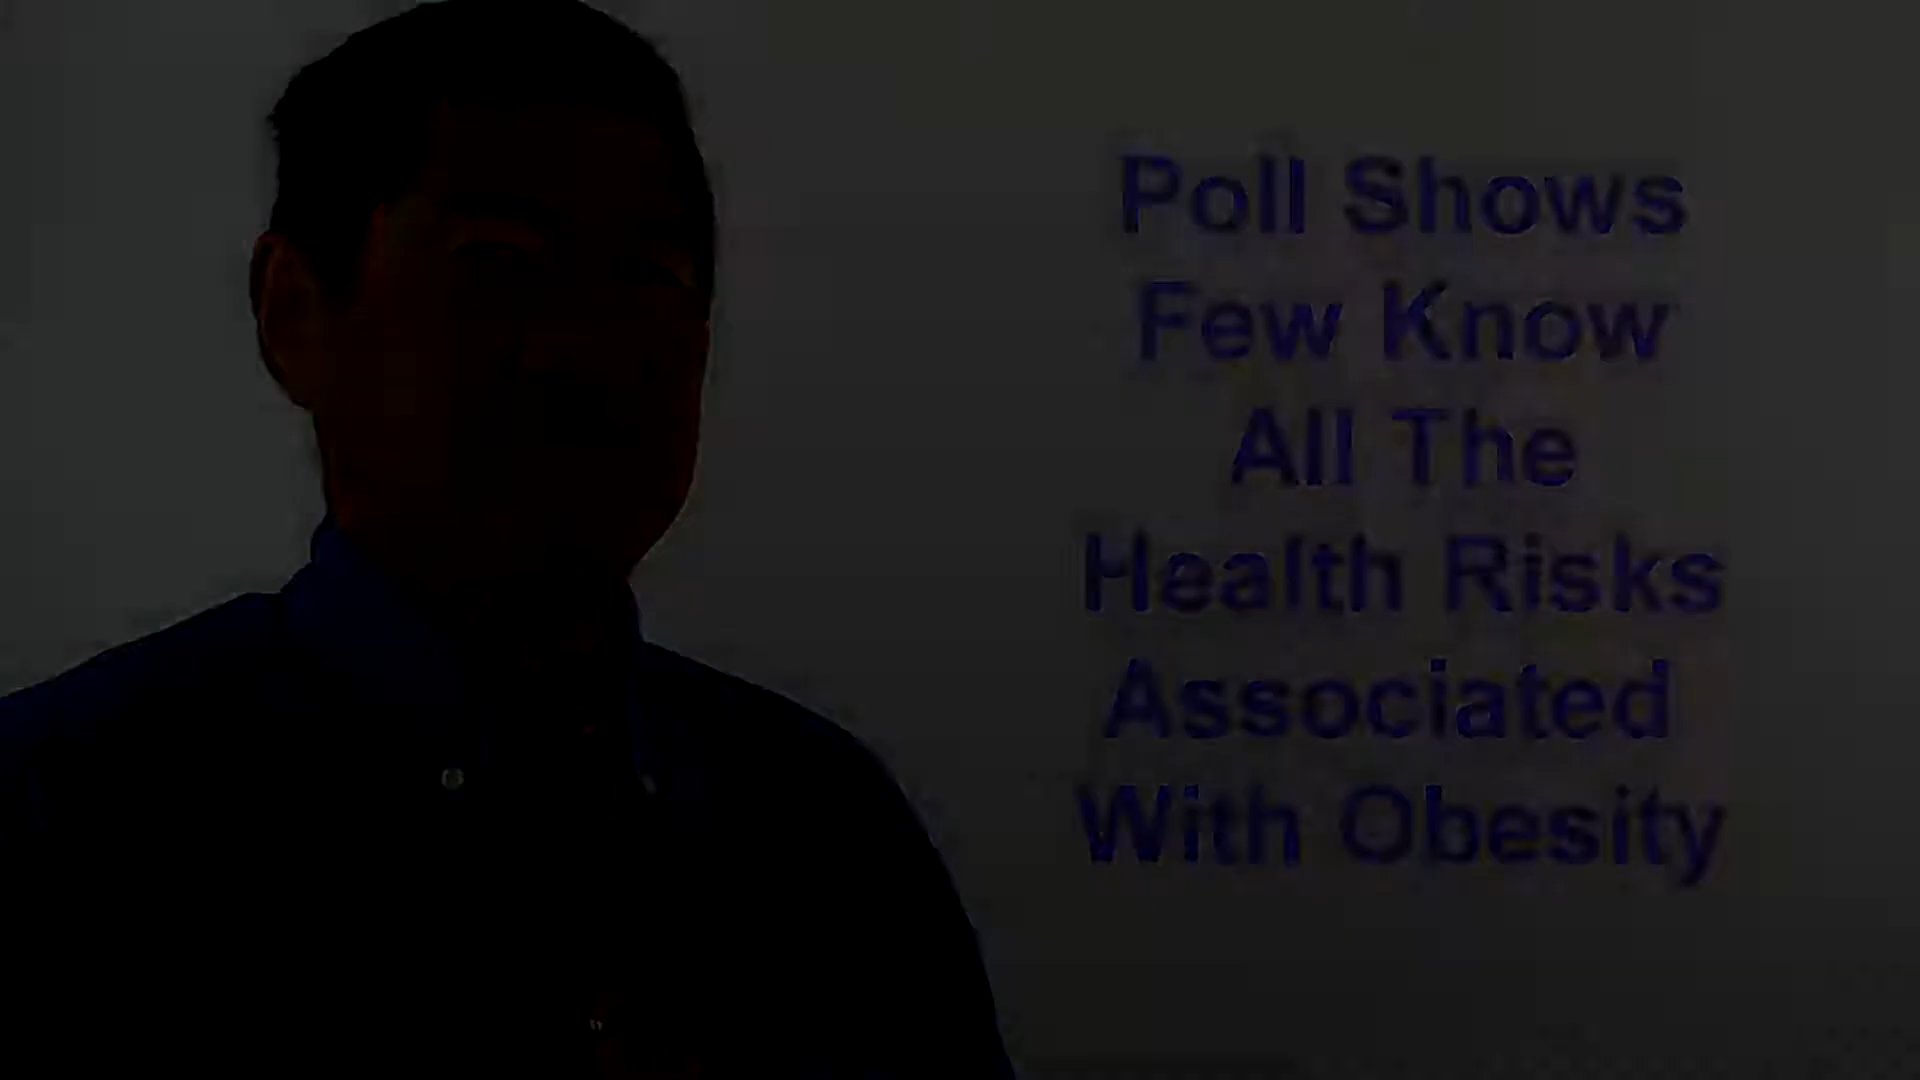 Poll Shows
Few Know
All The
Health Risks
Associated
With Obesity